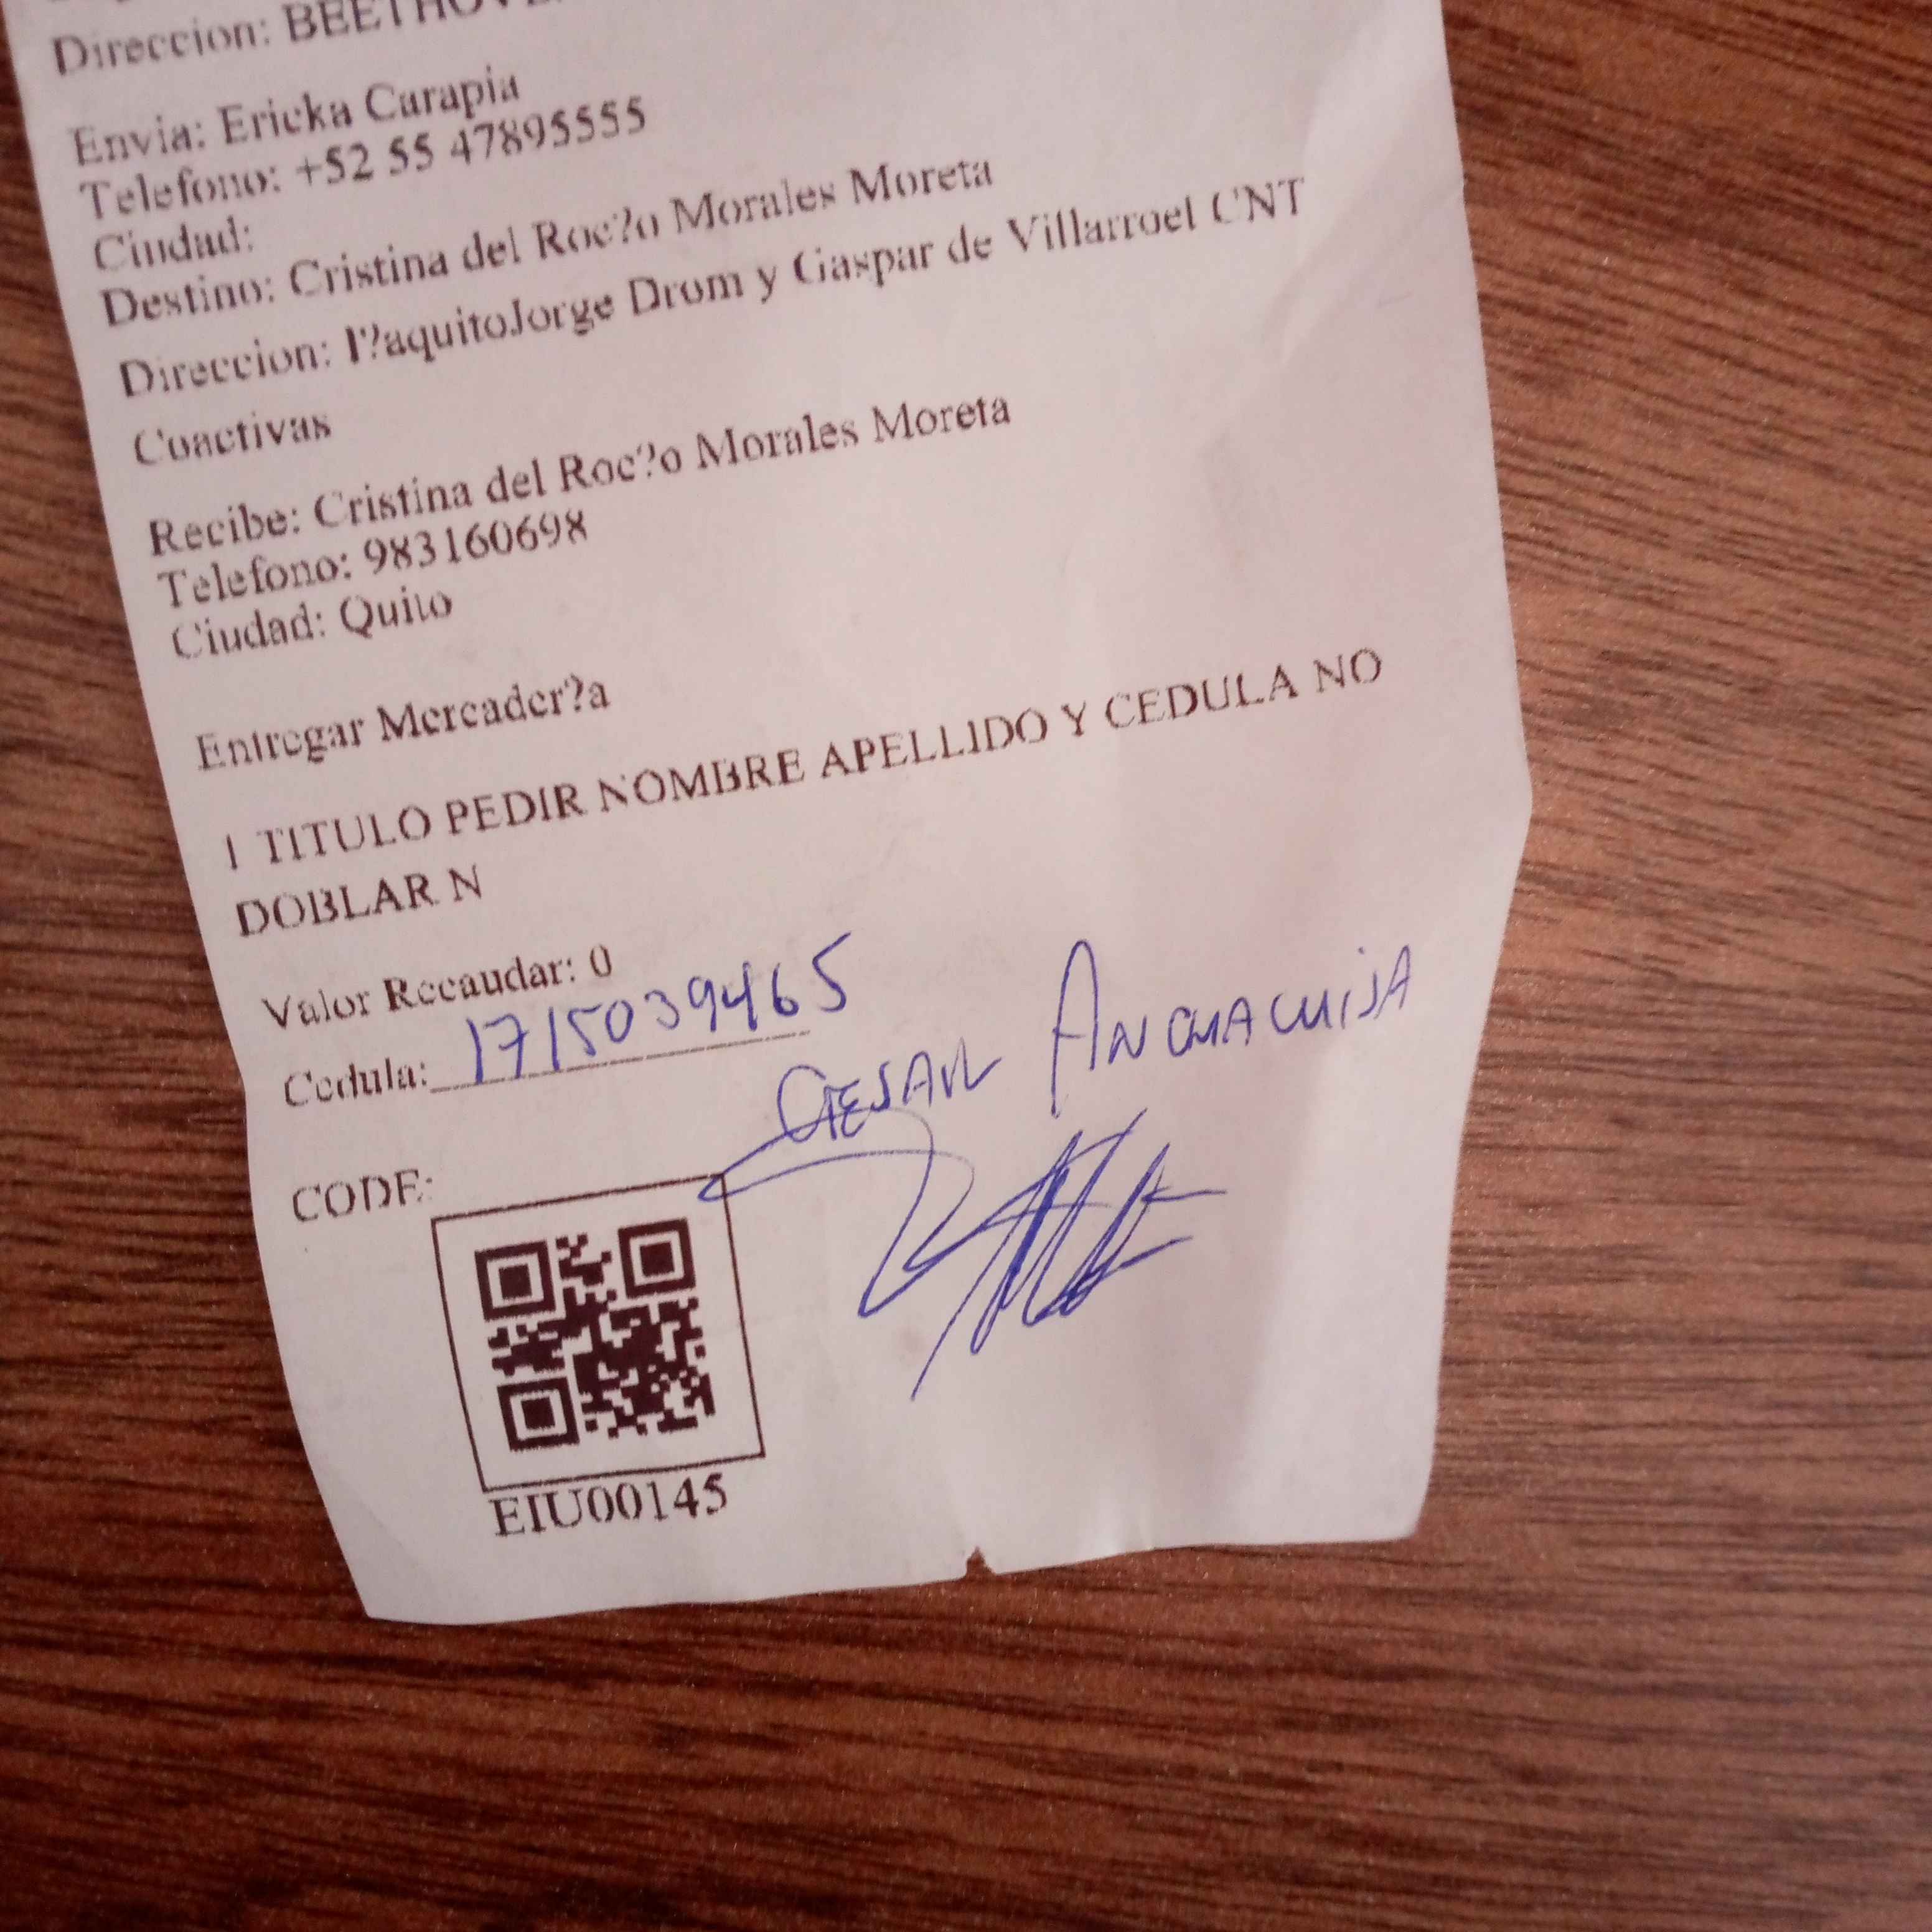 Direccion:
Envia: Ericka Carapia
Telefono: +52 55 47895555
Ciudad:
Destino: Cristina del Roc?o Morales Moreta
Direccion: I?aquitoJorge Drom y Gaspar de Villarroel CNT
Coactivas
Recibe: Cristina del Roc?o Morales Moreta
Telefono: 983160698
Ciudad: Quito
Entregar Mercader?a
1 TITULO PEDIR NOMBRE APELLIDO Y CEDULA NO
DOBLAR N
Valor Recaudar: 0
Cedula: 1715039465
CESAR
CODE:
EIU00145